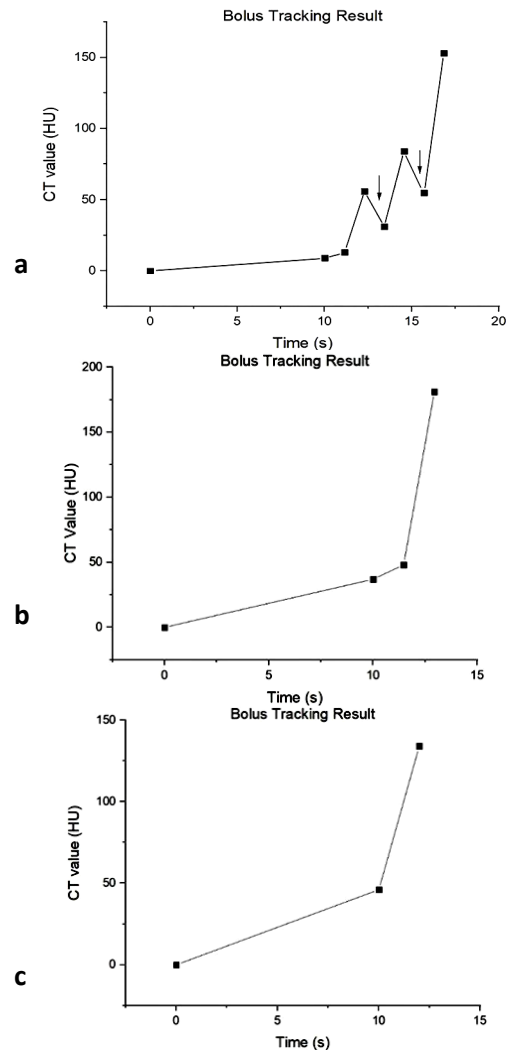 Bolus Tracking Result
150
100
50
0
CT value (HU)
a
0 5 10 15 20
Time (s)
Bolus Tracking Result
200
150
100
50
0
CT Value (HU)
b
0 5 10 15
Time (s)
Bolus Tracking Result
150
100
50
0
CT value (HU)
c
0 5 10 15
Time (s)